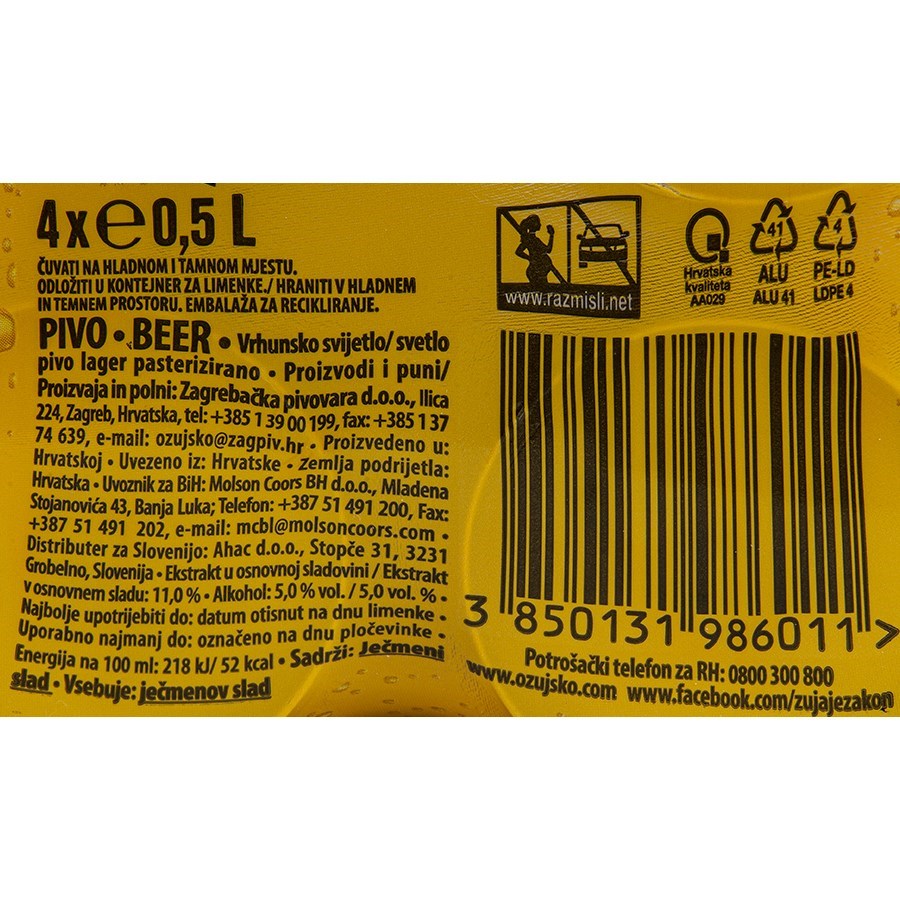 4x℮0,5 L
ČUVATI NA HLADNOM I TAMNOM MJESTU.
ODLOŽITI U KONTEJNER ZA LIMENKE./ HRANITI V HLADNEM
IN TEMNEM PROSTORU. EMBALAŽA ZA RECIKLIRANJE.
PIVO • BEER • Vrhunsko svijetlo/ svetlo
pivo lager pasterizirano • Proizvodi i puni/
Proizvaja in polni: Zagrebačka pivovara d.o.o., Ilica
224, Zagreb, Hrvatska, tel: +385 1 39 00 199, fax: +385 1 37
74 639, e-mail: ozujsko@zagpiv.hr • Proizvedeno u:
Hrvatskoj • Uvezeno iz: Hrvatske • Zemlja podrijetla:
Hrvatska • Uvoznik za BiH: Molson Coors BH d.o.o., Mladena
Stojanovića 43, Banja Luka; Telefon: +387 51 491 200, Fax:
+387 51 491 202, e-mail: mcbl@molsoncoors.com •
Distributer za Slovenijo: Ahac d.o.o., Stopče 31, 3231
Grobelno, Slovenija • Ekstrakt u osnovnoj sladovini / Ekstrakt
v osnovnem sladu: 11,0 % • Alkohol: 5,0 % vol. / 5,0 vol. % •
Najbolje upotrijebiti do: datum otisnut na dnu limenke •
Uporabno najmanj do: označeno na dnu pločevinke •
Energija na 100 ml: 218 kJ/ 52 kcal • Sadrži: Ječmeni
slad • Vsebuje: ječmenov slad
www.razmisli.net
Hrvatska
kvaliteta
AA029
41
ALU
ALU 41
4
PE-LD
LDPE 4
3 850131 986011 >
Potrošački telefon za RH: 0800 300 800
www.ozujsko.com www.facebook.com/zujajezakon